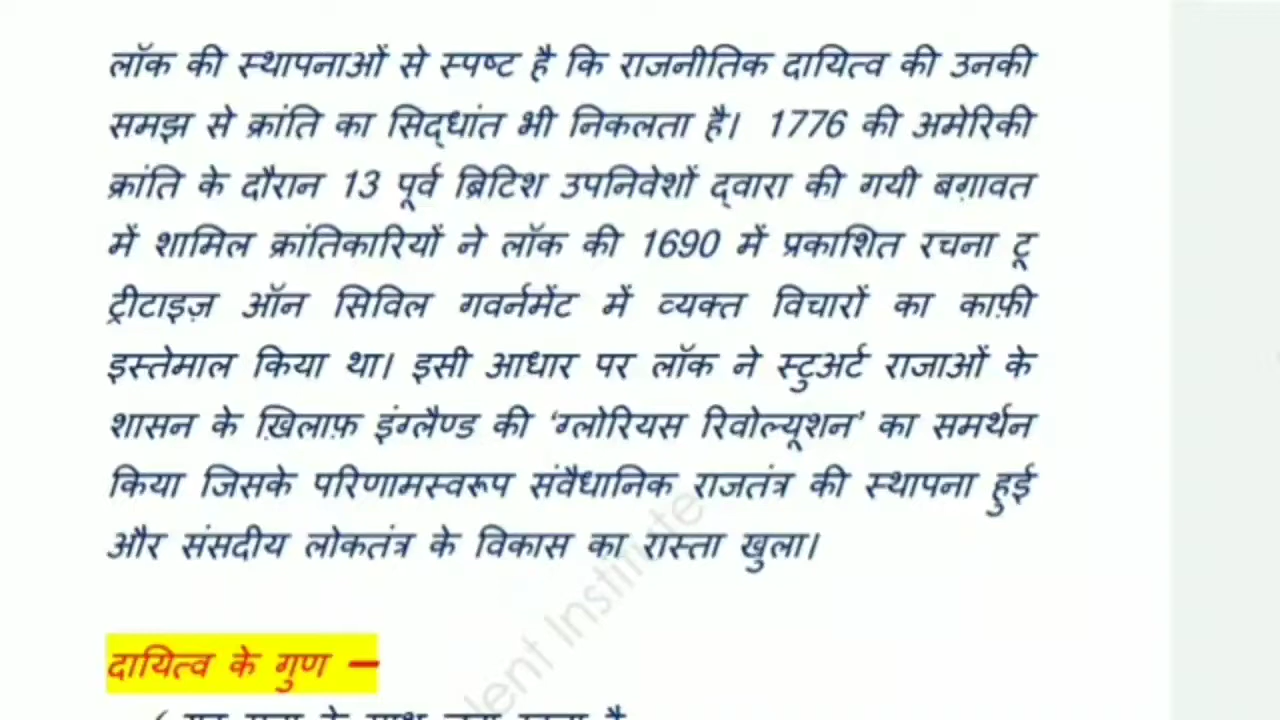 लॉक की स्थापनाओं से स्पष्ट है कि राजनीतिक दायित्व की उनकी
समझ से क्रांति का सिद्धांत भी निकलता है। 1776 की अमेरिकी
क्रांति के दौरान 13 पूर्व ब्रिटिश उपनिवेशों द्वारा की गयी बग़ावत
में शामिल क्रांतिकारियों ने लॉक की 1690 में प्रकाशित रचना टू
ट्रीटाइज़ ऑन सिविल गवर्नमेंट में व्यक्त विचारों का काफ़ी
इस्तेमाल किया था। इसी आधार पर लॉक ने स्टुअर्ट राजाओं के
शासन के ख़िलाफ़ इंग्लैण्ड की ‘ग्लोरियस रिवोल्यूशन’ का समर्थन
किया जिसके परिणामस्वरूप संवैधानिक राजतंत्र की स्थापना हुई
और संसदीय लोकतंत्र के विकास का रास्ता खुला।
दायित्व के गुण —
Institute